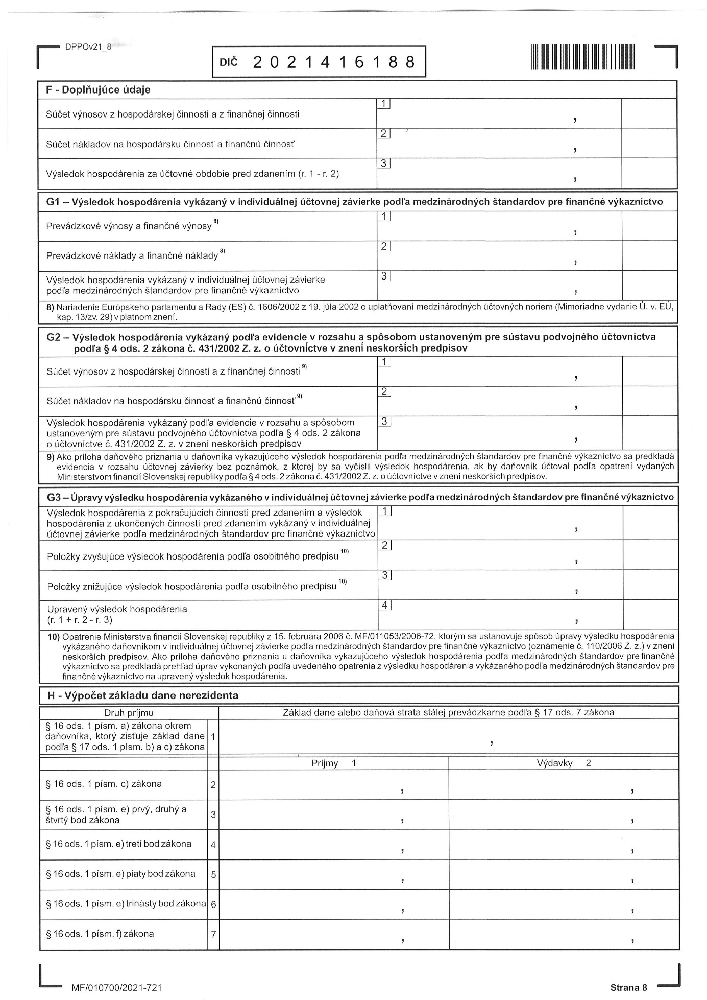 DPPOv21_8
DIČ 2021416188
F - Doplňujúce údaje
Súčet výnosov z hospodárskej činnosti a z finančnej činnosti 1 ,
Súčet nákladov na hospodársku činnosť a finančnú činnosť 2 ,
Výsledok hospodárenia za účtovné obdobie pred zdanením (r. 1 - r. 2) 3 ,
G1 – Výsledok hospodárenia vykázaný v individuálnej účtovnej závierke podľa medzinárodných štandardov pre finančné výkazníctvo
Prevádzkové výnosy a finančné výnosy 8) 1 ,
Prevádzkové náklady a finančné náklady 8) 2 ,
Výsledok hospodárenia vykázaný v individuálnej účtovnej závierke 3
podľa medzinárodných štandardov pre finančné výkazníctvo ,
8) Nariadenie Európskeho parlamentu a Rady (ES) č. 1606/2002 z 19. júla 2002 o uplatňovaní medzinárodných účtovných noriem (Mimoriadne vydanie Ú. v. EÚ,
kap. 13/zv. 29) v platnom znení.
G2 – Výsledok hospodárenia vykázaný podľa evidencie v rozsahu a spôsobom ustanoveným pre sústavu podvojného účtovníctva
podľa § 4 ods. 2 zákona č. 431/2002 Z. z. o účtovníctve v znení neskorších predpisov
Súčet výnosov z hospodárskej činnosti a z finančnej činnosti 9) 1 ,
Súčet nákladov na hospodársku činnosť a finančnú činnosť 9) 2 ,
Výsledok hospodárenia vykázaný podľa evidencie v rozsahu a spôsobom 3
ustanoveným pre sústavu podvojného účtovníctva podľa § 4 ods. 2 zákona
o účtovníctve č. 431/2002 Z. z. v znení neskorších predpisov ,
9) Ako príloha daňového priznania u daňovníka vykazujúceho výsledok hospodárenia podľa medzinárodných štandardov pre finančné výkazníctvo sa predkladá
evidencia v rozsahu účtovnej závierky bez poznámok, z ktorej by sa vyčíslil výsledok hospodárenia, ak by daňovník účtoval podľa opatrení vydaných
Ministerstvom financií Slovenskej republiky podľa § 4 ods. 2 zákona č. 431/2002 Z. z. o účtovníctve v znení neskorších predpisov.
G3 – Úpravy výsledku hospodárenia vykázaného v individuálnej účtovnej závierke podľa medzinárodných štandardov pre finančné výkazníctvo
Výsledok hospodárenia z pokračujúcich činností pred zdanením a výsledok 1
hospodárenia z ukončených činností pred zdanením vykázaný v individuálnej
účtovnej závierke podľa medzinárodných štandardov pre finančné výkazníctvo ,
Položky zvyšujúce výsledok hospodárenia podľa osobitného predpisu 10) 2 ,
Položky znižujúce výsledok hospodárenia podľa osobitného predpisu 10) 3 ,
Upravený výsledok hospodárenia 4
(r. 1 + r. 2 - r. 3) ,
10) Opatrenie Ministerstva financií Slovenskej republiky z 15. februára 2006 č. MF/011053/2006-72, ktorým sa ustanovuje spôsob úpravy výsledku hospodárenia
vykázaného daňovníkom v individuálnej účtovnej závierke podľa medzinárodných štandardov pre finančné výkazníctvo (oznámenie č. 110/2006 Z. z.) v znení
neskorších predpisov. Ako príloha daňového priznania u daňovníka vykazujúceho výsledok hospodárenia podľa medzinárodných štandardov pre finančné
výkazníctvo sa predkladá prehľad úprav vykonaných podľa uvedeného opatrenia z výsledku hospodárenia vykázaného podľa medzinárodných štandardov pre
finančné výkazníctvo na upravený výsledok hospodárenia.
H - Výpočet základu dane nerezidenta
Druh príjmu Základ dane alebo daňová strata stálej prevádzkarne podľa § 17 ods. 7 zákona
§ 16 ods. 1 písm. a) zákona okrem
daňovníka, ktorý zisťuje základ dane 1 ,
podľa § 17 ods. 1 písm. b) a c) zákona
Príjmy 1 Výdavky 2
§ 16 ods. 1 písm. c) zákona 2 , ,
§ 16 ods. 1 písm. e) prvý, druhý a
štvrtý bod zákona 3 , ,
§ 16 ods. 1 písm. e) tretí bod zákona 4 , ,
§ 16 ods. 1 písm. e) piaty bod zákona 5 , ,
§ 16 ods. 1 písm. e) trinásty bod zákona 6 , ,
§ 16 ods. 1 písm. f) zákona 7 , ,
MF/010700/2021-721 Strana 8